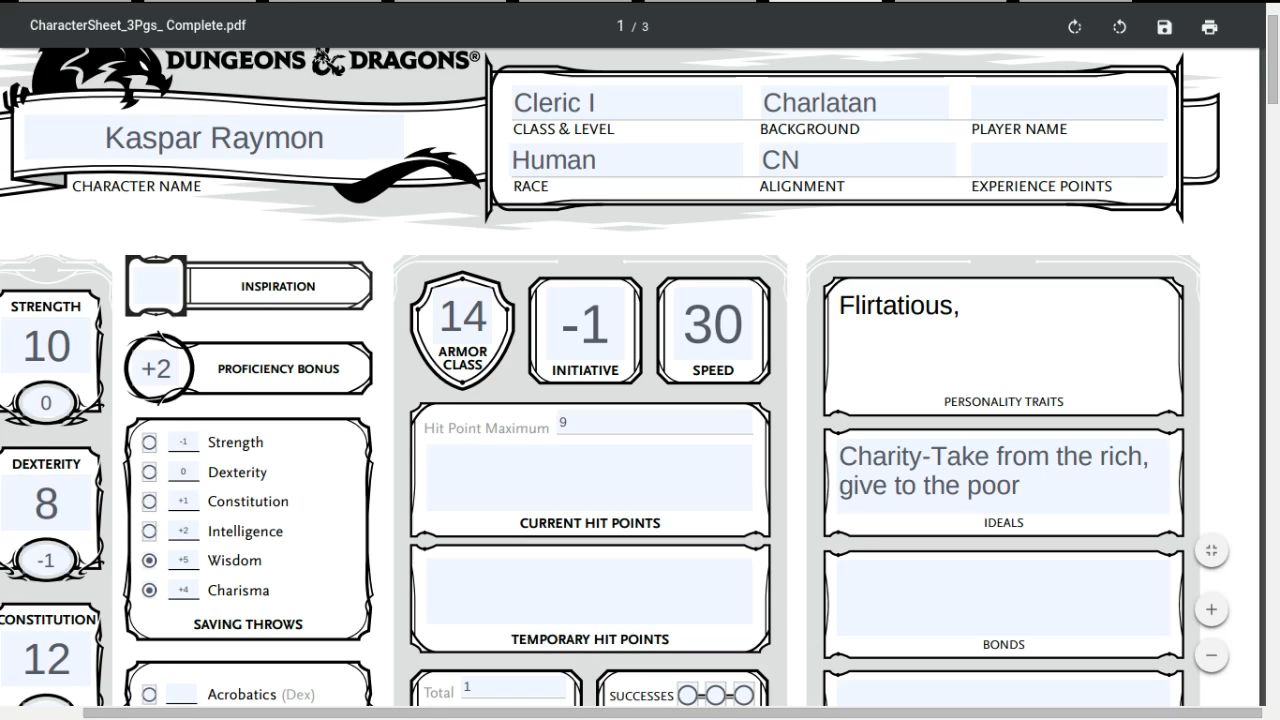 CharacterSheet_3Pgs_ Complete.pdf
1 / 3
DUNGEONS & DRAGONS®
Kaspar Raymon
CHARACTER NAME
Cleric I
CLASS & LEVEL
Charlatan
BACKGROUND
PLAYER NAME
Human
RACE
CN
ALIGNMENT
EXPERIENCE POINTS
STRENGTH
10
0
DEXTERITY
8
-1
CONSTITUTION
12
INSPIRATION
+2
PROFICIENCY BONUS
-1 Strength
0 Dexterity
+1 Constitution
+2 Intelligence
+5 Wisdom
+4 Charisma
SAVING THROWS
Acrobatics (Dex)
14
ARMOR
CLASS
-1
INITIATIVE
30
SPEED
Hit Point Maximum 9
CURRENT HIT POINTS
TEMPORARY HIT POINTS
Total 1
SUCCESSES
Flirtatious,
PERSONALITY TRAITS
Charity-Take from the rich,
give to the poor
IDEALS
BONDS